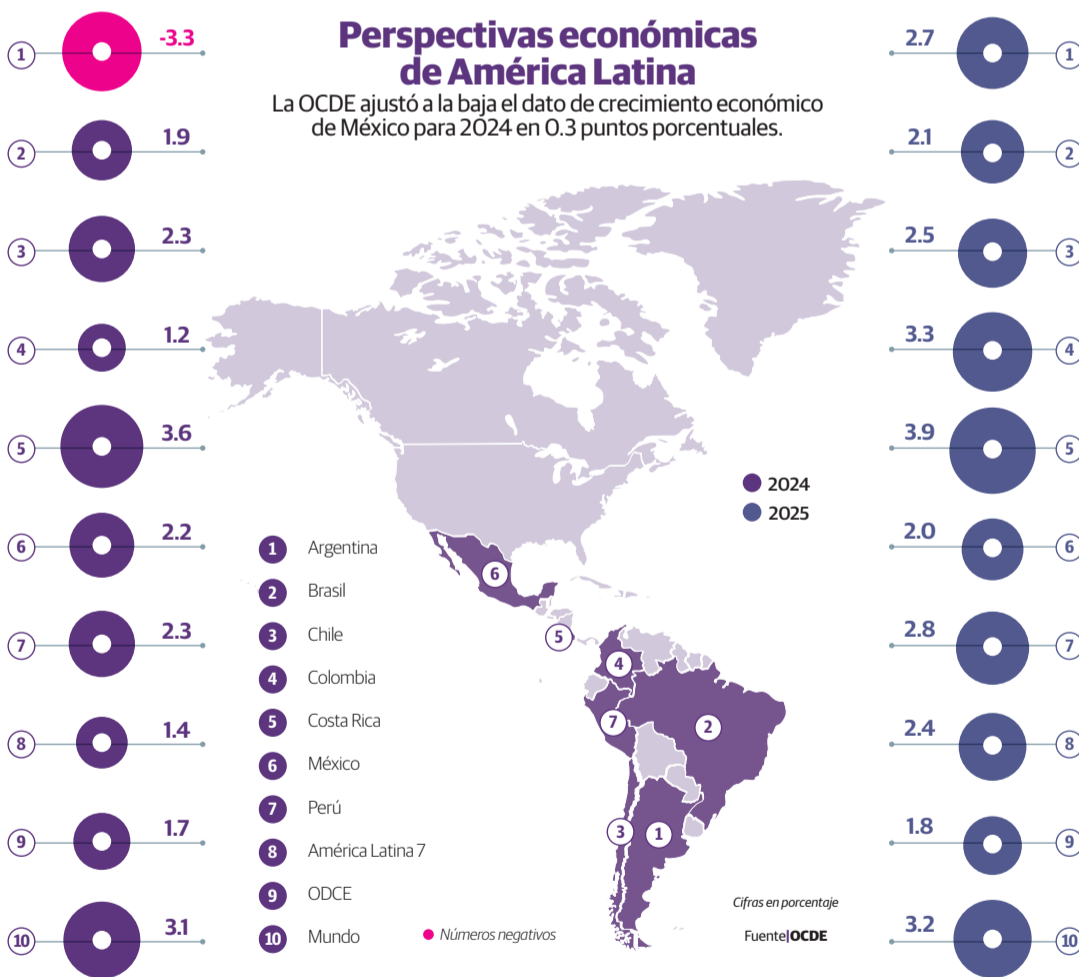 Perspectivas económicas
de América Latina
La OCDE ajustó a la baja el dato de crecimiento económico
de México para 2024 en 0.3 puntos porcentuales.
1 -3.3
2 1.9
3 2.3
4 1.2
5 3.6
6 2.2
7 2.3
8 1.4
9 1.7
10 3.1
1 Argentina
2 Brasil
3 Chile
4 Colombia
5 Costa Rica
6 México
7 Perú
8 América Latina 7
9 ODCE
10 Mundo
Números negativos
6
5
4
7
2
3
1
2024
2025
Cifras en porcentaje
Fuente|OCDE
2.7 1
2.1 2
2.5 3
3.3 4
3.9 5
2.0 6
2.8 7
2.4 8
1.8 9
3.2 10